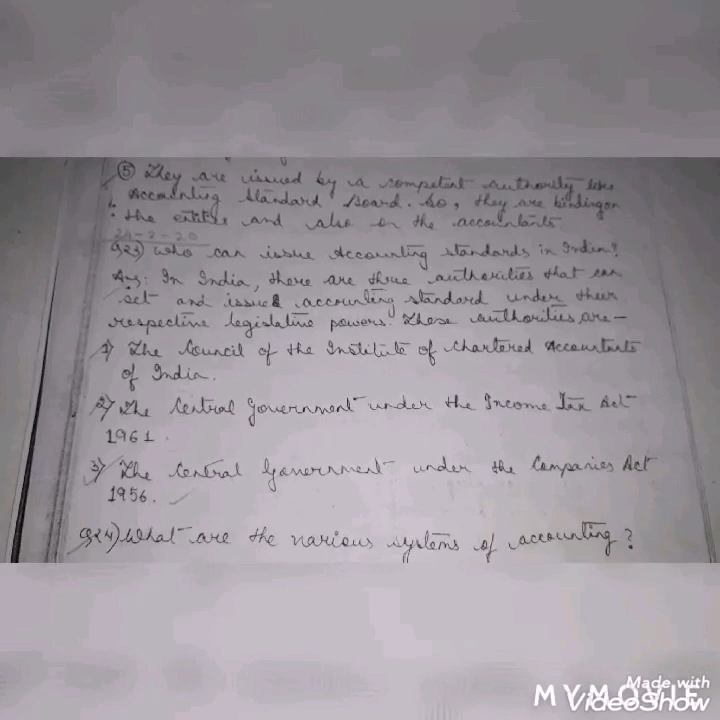 ⑤ They are issued by a competent authority like
Accounting Standard Board. So, they are binding on
the entities and also on the accountants.
24-2-20
Q23) Who can issue Accounting standards in India?
Ans: In India, there are three authorities that can
set and issue accounting standard under their
respective legislative powers. These authorities are -
1) The Council of the Institute of Chartered Accountants
of India.
2) The Central Government under the Income Tax Act
1961.
3) The Central Government under the Companies Act
1956.
Q24) What are the various systems of accounting?
Made with
MY MOVIE
VideoShow